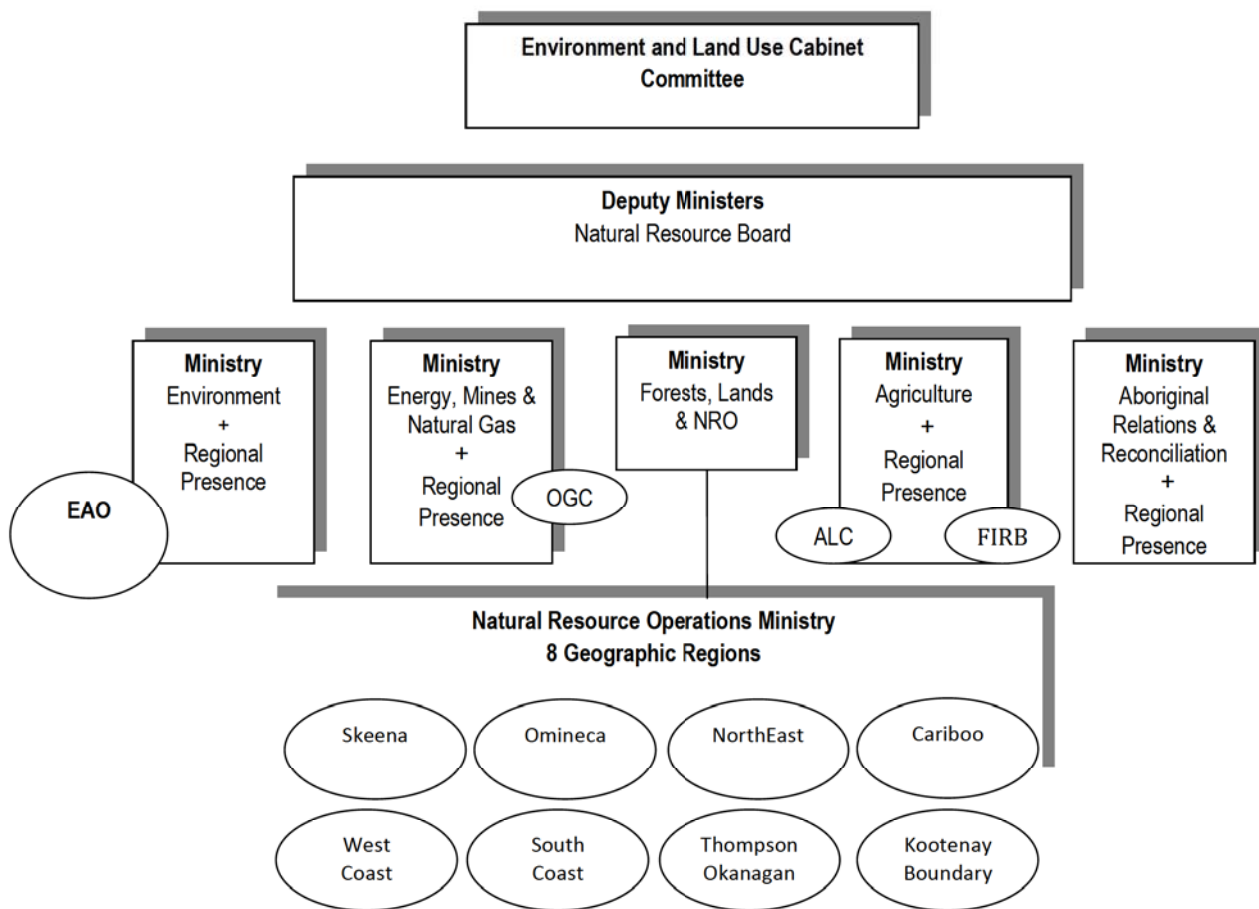 Environment and Land Use Cabinet
Committee
Deputy Ministers
Natural Resource Board
Ministry
Environment
+
Regional
Presence
EAO
Ministry
Energy, Mines &
Natural Gas
+
Regional
Presence
OGC
Ministry
Forests, Lands
& NRO
Ministry
Agriculture
+
Regional
Presence
ALC
FIRB
Ministry
Aboriginal
Relations &
Reconciliation
+
Regional
Presence
Natural Resource Operations Ministry
8 Geographic Regions
Skeena
Omineca
NorthEast
Cariboo
West
Coast
South
Coast
Thompson
Okanagan
Kootenay
Boundary